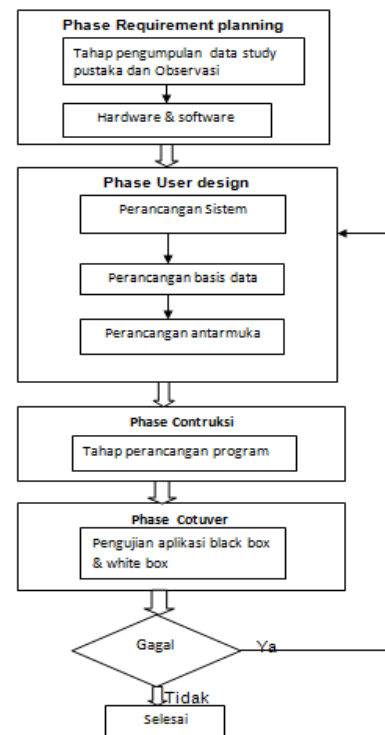 Phase Requirement planning
Tahap pengumpulan data study
pustaka dan Observasi
Hardware & software
Phase User design
Perancangan Sistem
Perancangan basis data
Perancangan antarmuka
Phase Contruksi
Tahap perancangan program
Phase Cotuver
Pengujian aplikasi black box
& white box
Gagal
Ya
Tidak
Selesai